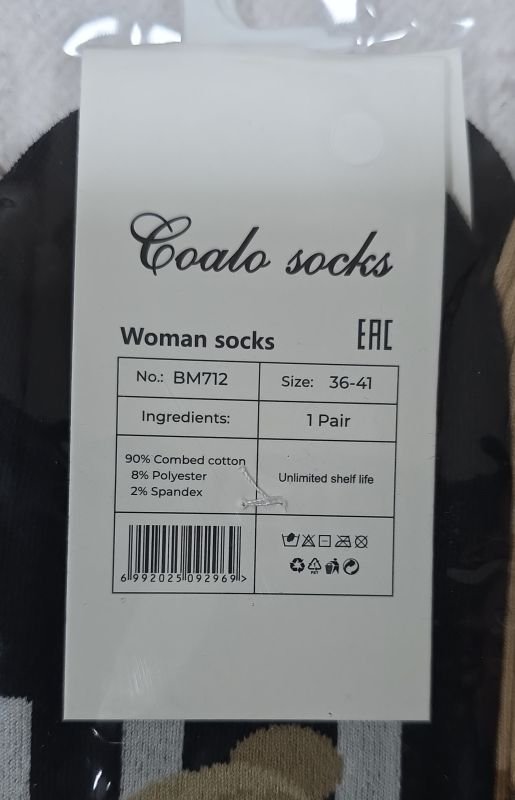 Coalo socks
Woman socks EAC
No.: BM712 Size: 36-41
Ingredients: 1 Pair
90% Combed cotton
8% Polyester
2% Spandex
Unlimited shelf life
6 992025 092969 >